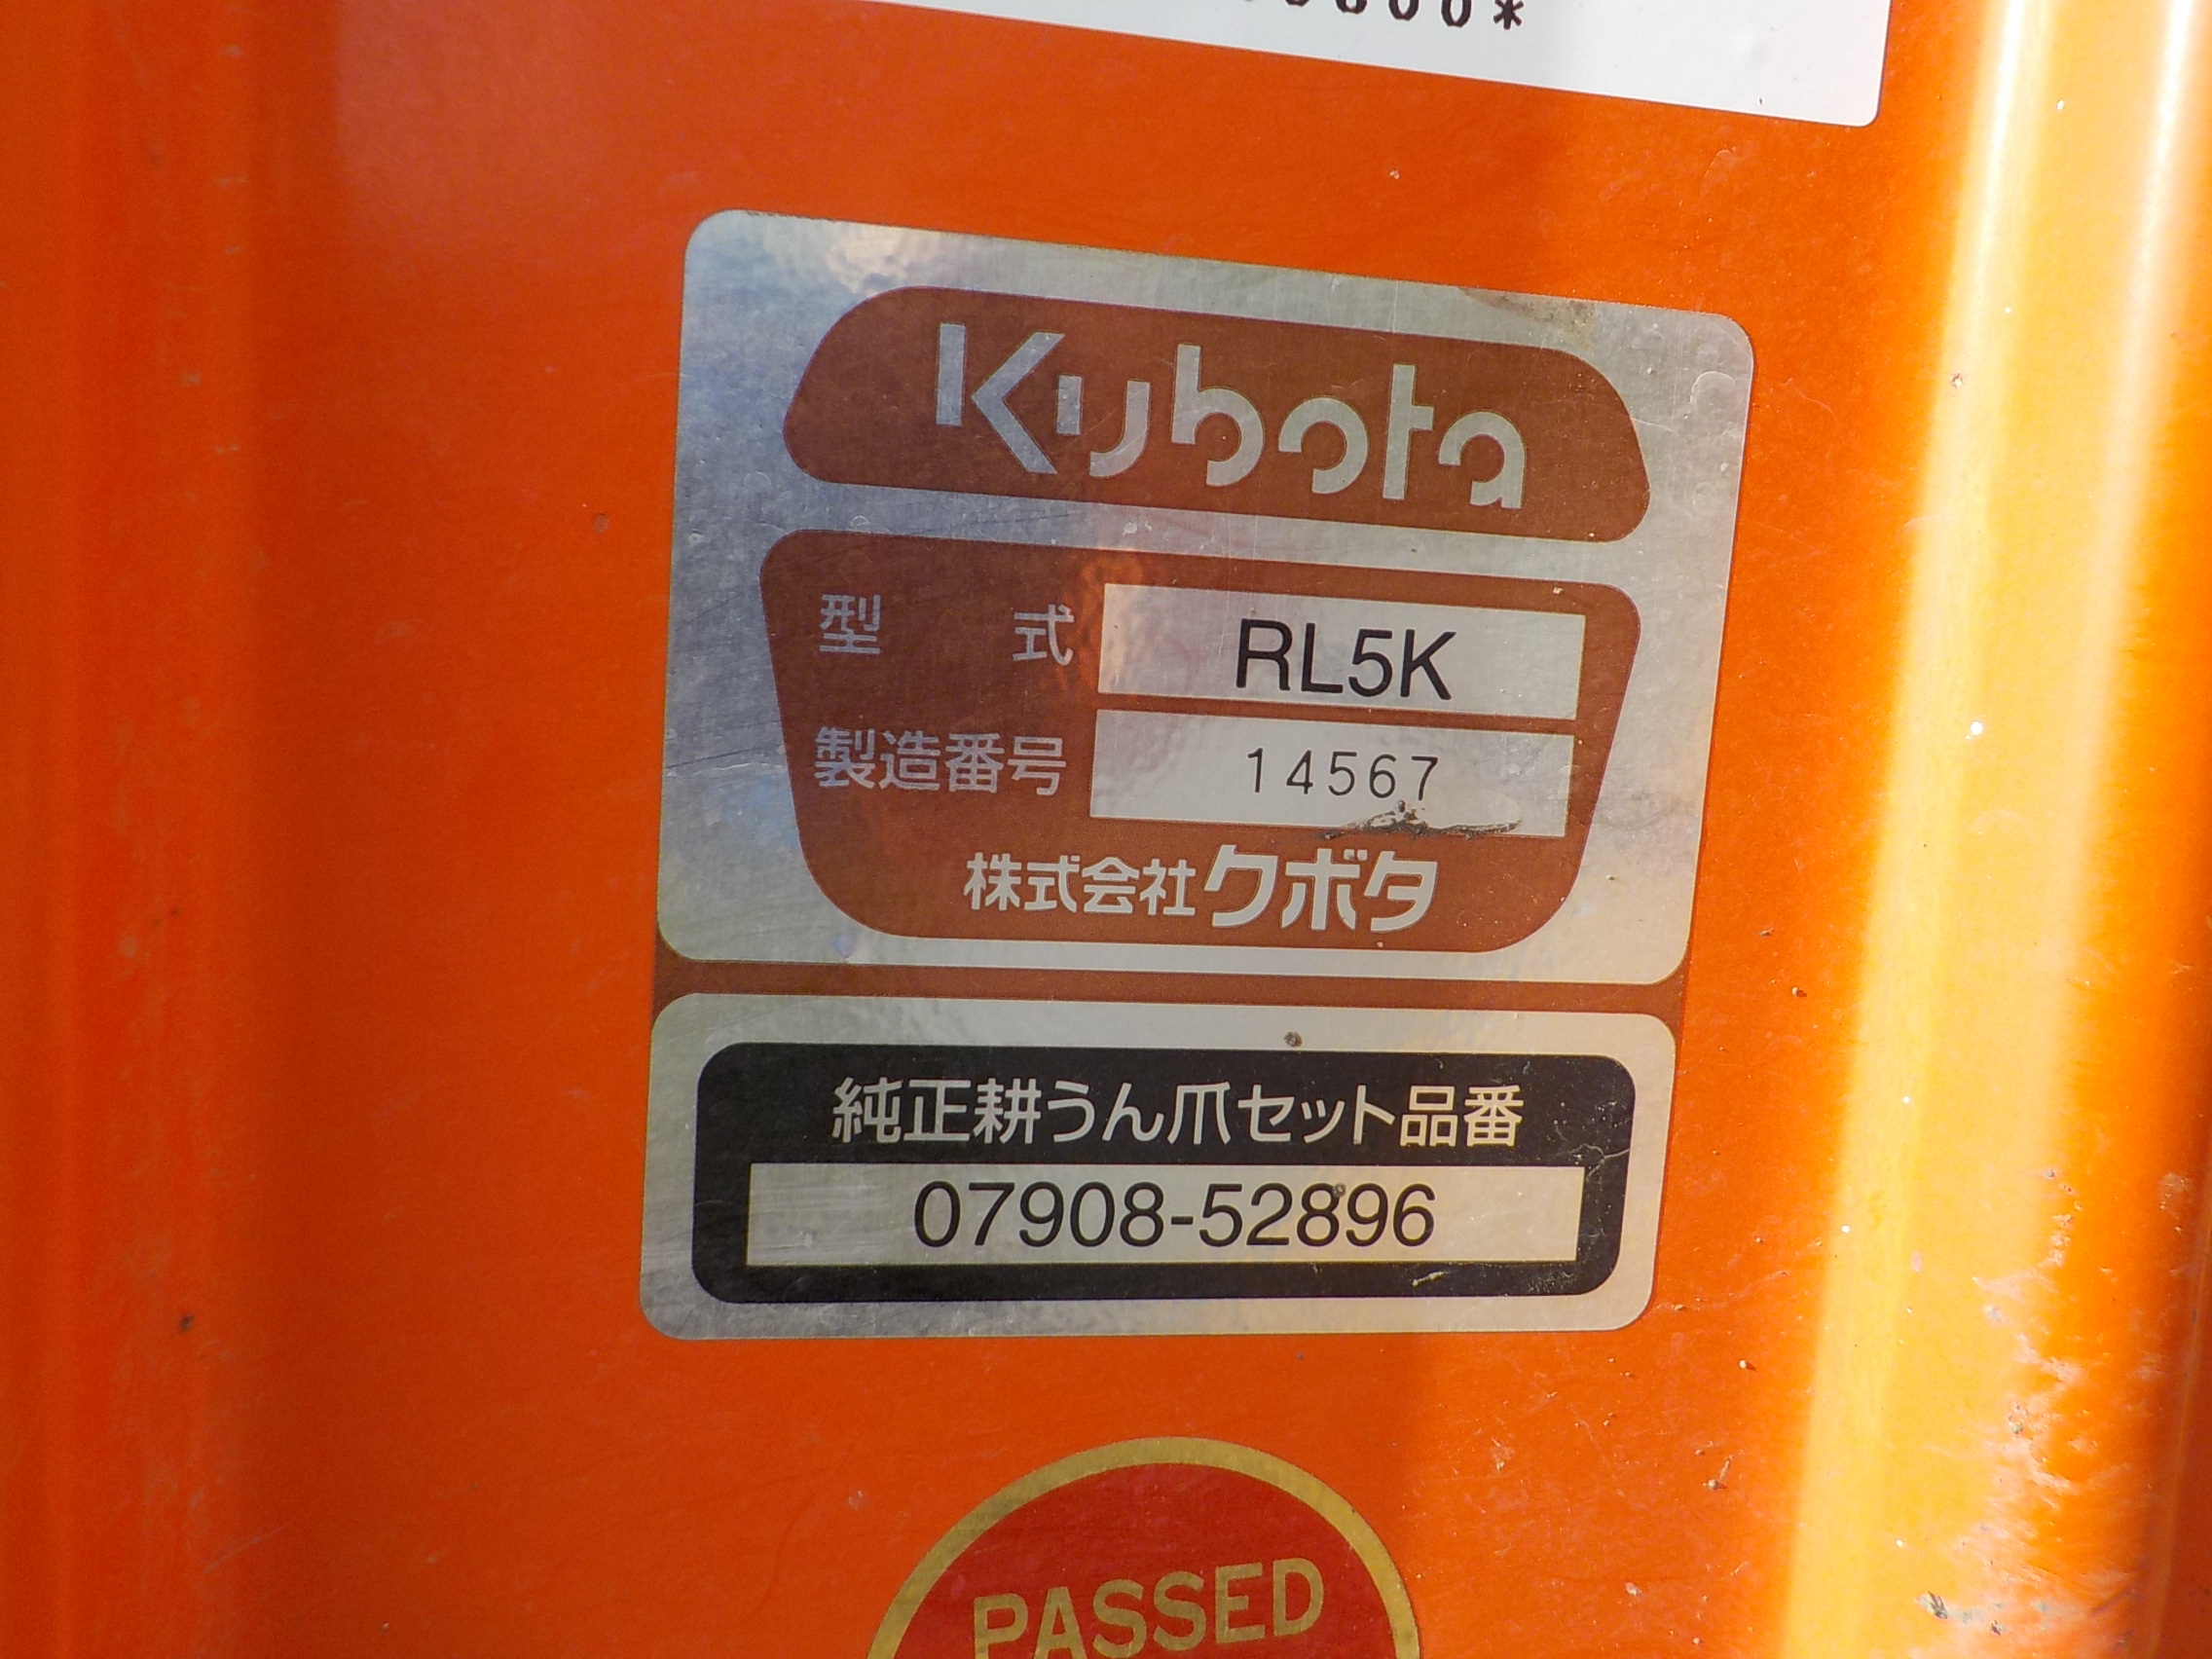 Kubota
型式 RL5K
製造番号 14567
株式会社クボタ
純正耕うん爪セット品番
07908-52896
PASSED